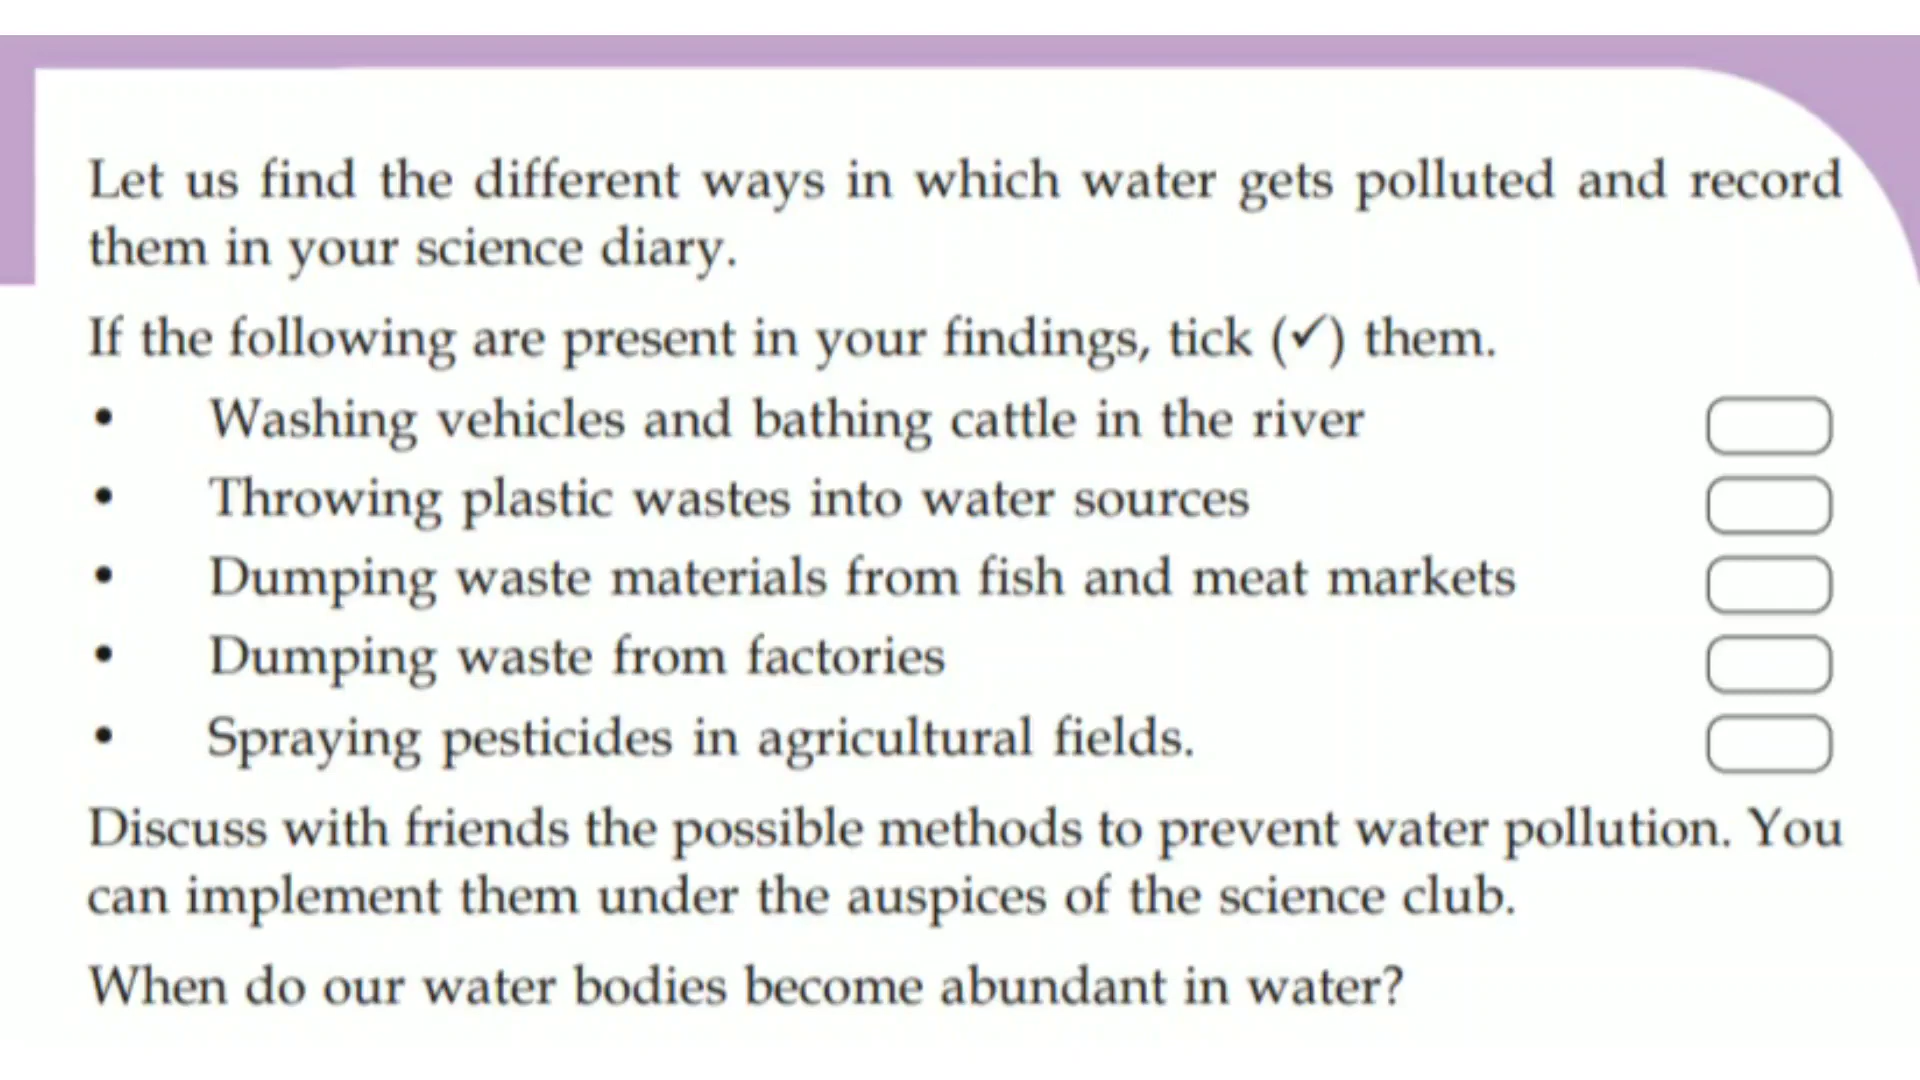 Let us find the different ways in which water gets polluted and record
them in your science diary.
If the following are present in your findings, tick (✓) them.
• Washing vehicles and bathing cattle in the river
• Throwing plastic wastes into water sources
• Dumping waste materials from fish and meat markets
• Dumping waste from factories
• Spraying pesticides in agricultural fields.
Discuss with friends the possible methods to prevent water pollution. You
can implement them under the auspices of the science club.
When do our water bodies become abundant in water?